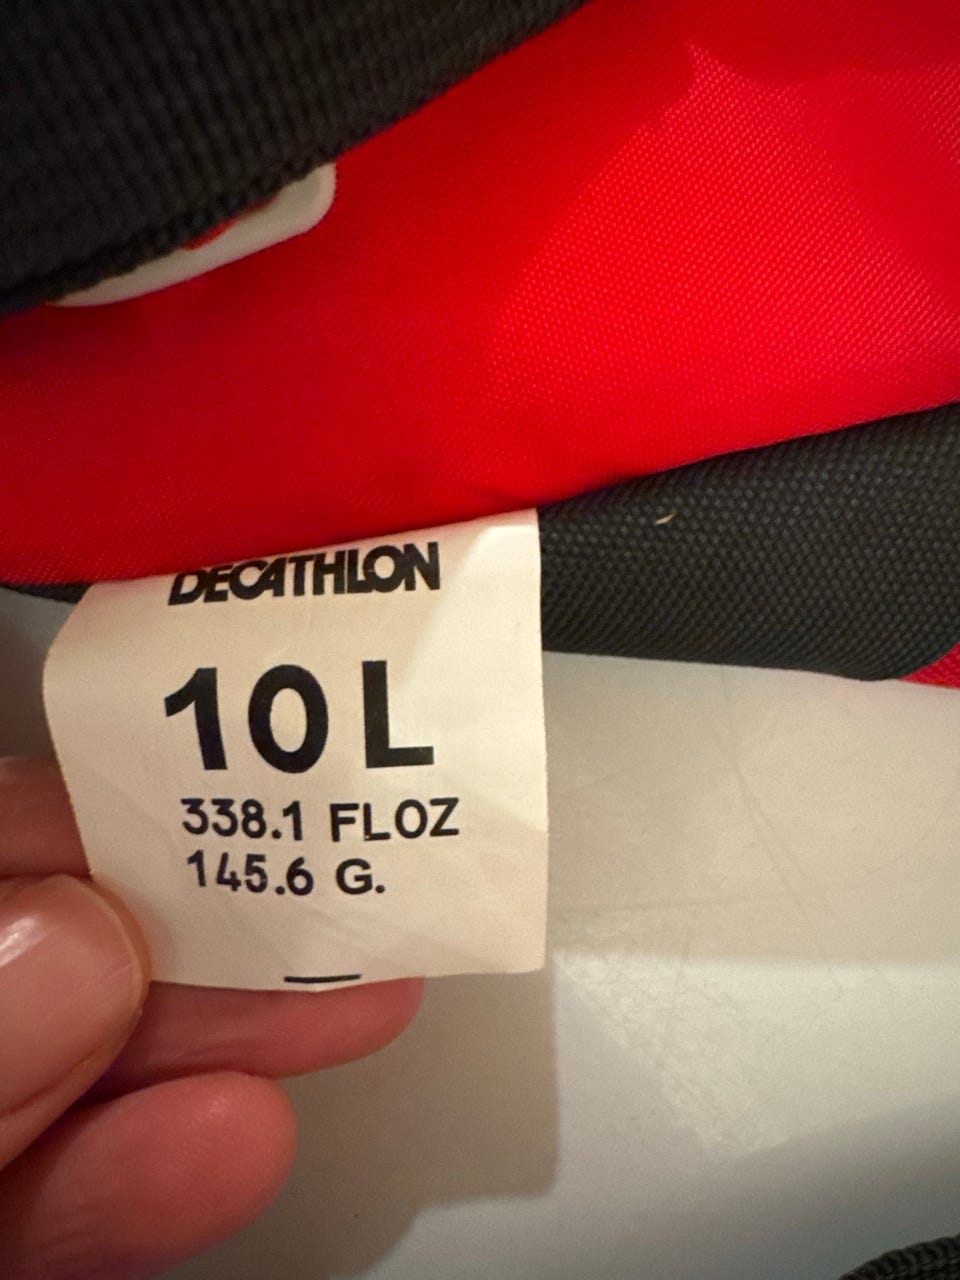 DECATHLON
10 L
338.1 FLOZ
145.6 G.